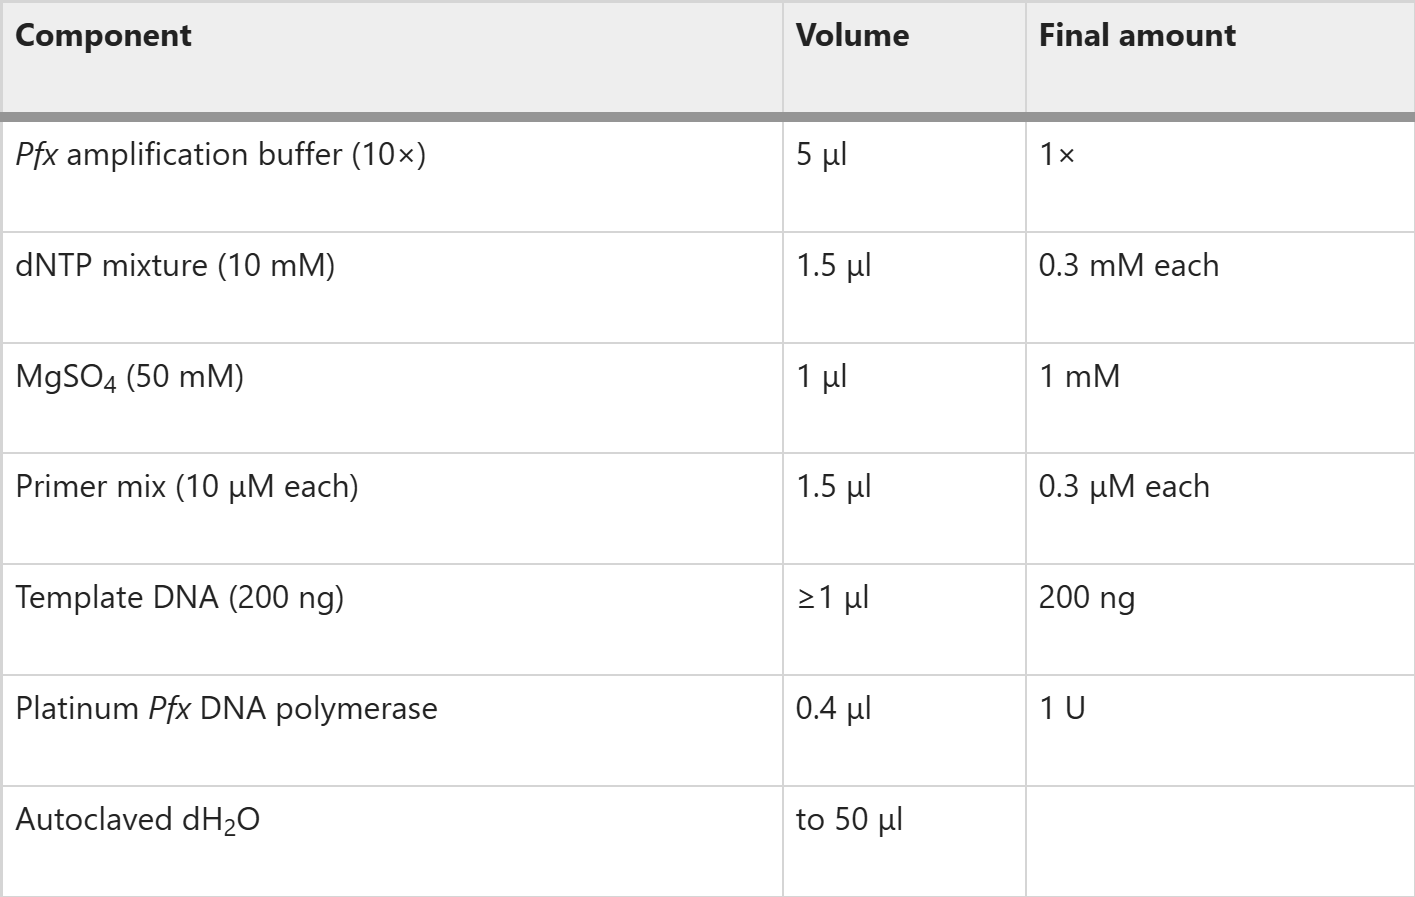 Component Volume Final amount
Pfx amplification buffer (10×) 5 μl 1×
dNTP mixture (10 mM) 1.5 μl 0.3 mM each
MgSO₄ (50 mM) 1 μl 1 mM
Primer mix (10 μM each) 1.5 μl 0.3 μM each
Template DNA (200 ng) ≥1 μl 200 ng
Platinum Pfx DNA polymerase 0.4 μl 1 U
Autoclaved dH₂O to 50 μl